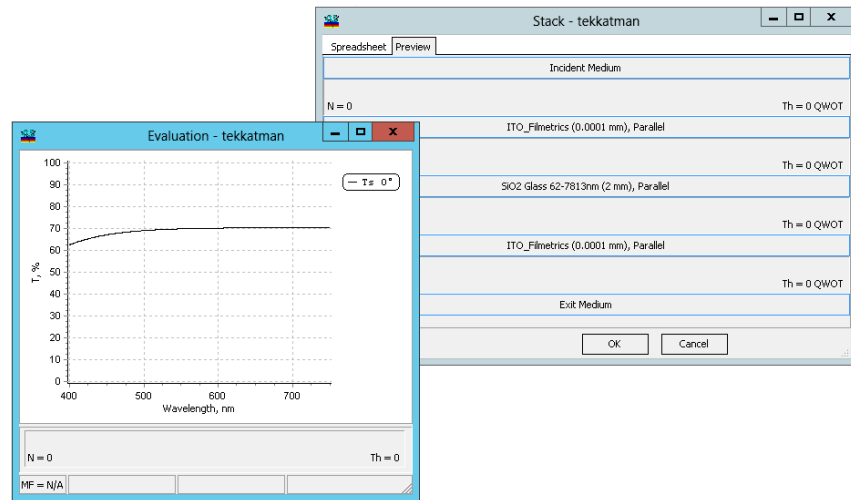 Stack - tekkatman
Spreadsheet Preview
Incident Medium
N = 0 Th = 0 QWOT
ITO_Filmetrics (0.0001 mm), Parallel
Th = 0 QWOT
SiO2 Glass 62-7813nm (2 mm), Parallel
Th = 0 QWOT
ITO_Filmetrics (0.0001 mm), Parallel
Th = 0 QWOT
Exit Medium
OK Cancel
Evaluation - tekkatman
Ts 0°
100
90
80
70
60
50
40
30
20
10
0
T, %
400 500 600 700
Wavelength, nm
N = 0 Th = 0
MF = N/A